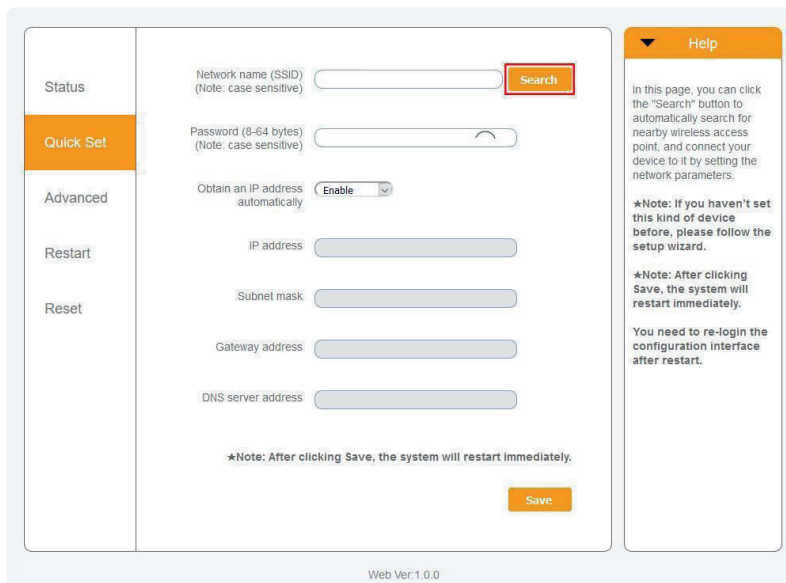 Status
Quick Set
Advanced
Restart
Reset
Network name (SSID)
(Note: case sensitive)
Search
Password (8-64 bytes)
(Note: case sensitive)
Obtain an IP address
automatically
Enable
IP address
Subnet mask
Gateway address
DNS server address
★Note: After clicking Save, the system will restart immediately.
Save
Help
In this page, you can click
the "Search" button to
automatically search for
nearby wireless access
point, and connect your
device to it by setting the
network parameters.
★Note: If you haven't set
this kind of device
before, please follow the
setup wizard.
★Note: After clicking
Save, the system will
restart immediately.
You need to re-login the
configuration interface
after restart.
Web Ver:1.0.0